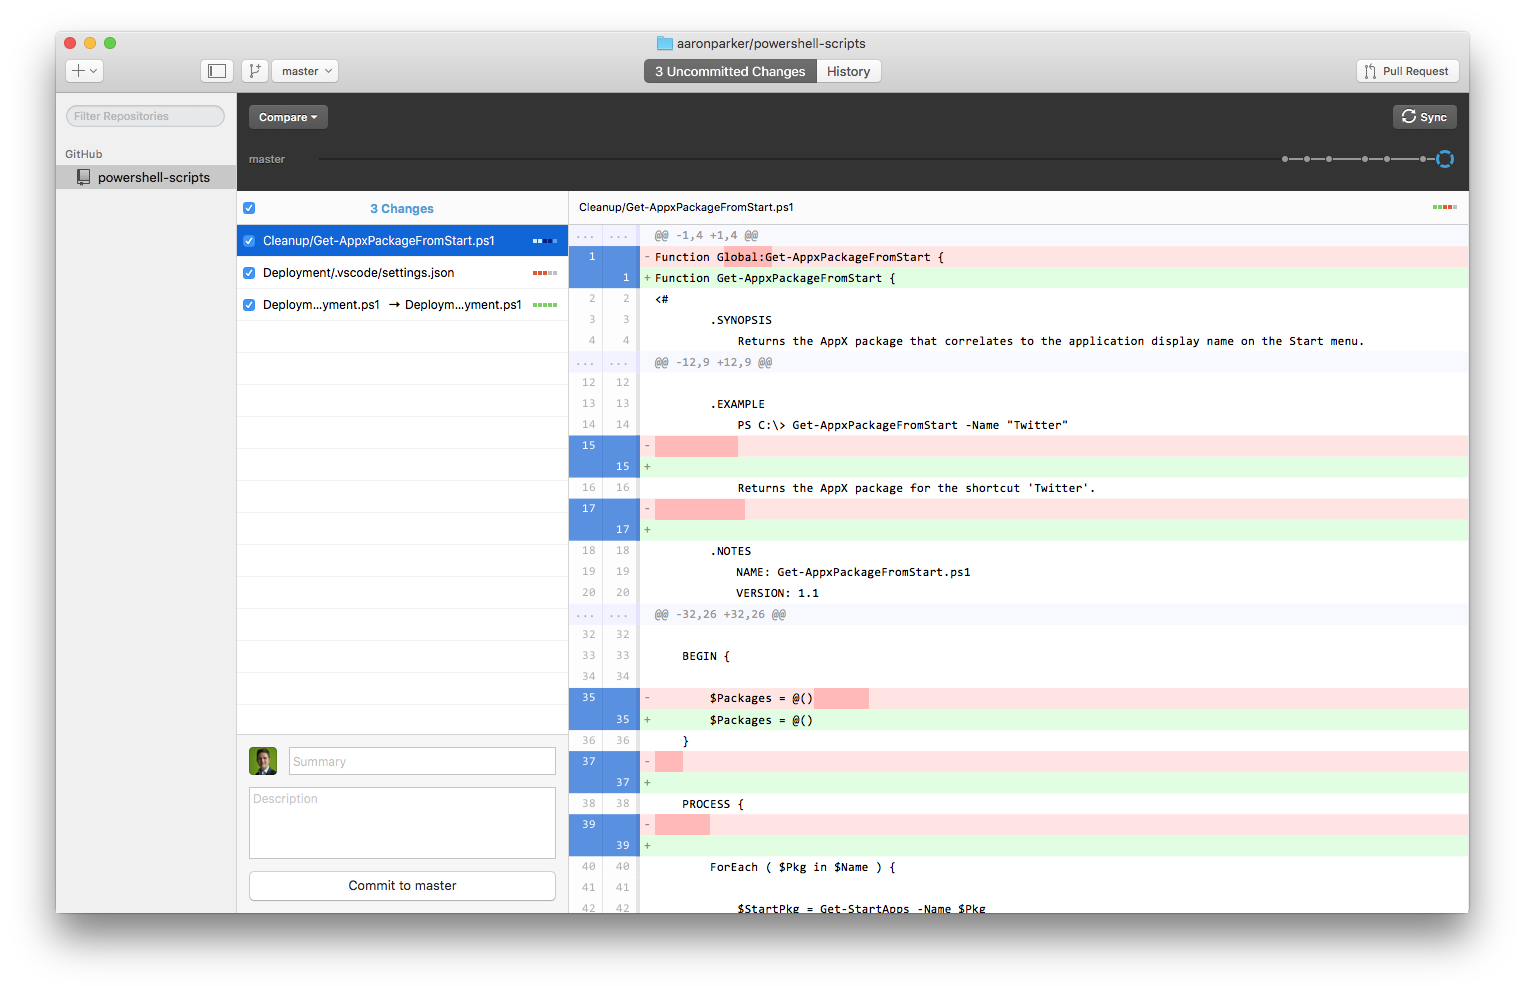 aaronparker/powershell-scripts
master
3 Uncommitted Changes
History
Pull Request
Filter Repositories
Compare
Sync
GitHub
master
powershell-scripts
3 Changes
Cleanup/Get-AppxPackageFromStart.ps1
Deployment/.vscode/settings.json
Deploym...yment.ps1 → Deploym...yment.ps1
Summary
Description
Commit to master
Cleanup/Get-AppxPackageFromStart.ps1
... ... @@ -1,4 +1,4 @@
1 - Function Global:Get-AppxPackageFromStart {
1 + Function Get-AppxPackageFromStart {
2 2 <#
3 3 .SYNOPSIS
4 4 Returns the AppX package that correlates to the application display name on the Start menu.
... ... @@ -12,9 +12,9 @@
12 12
13 13 .EXAMPLE
14 14 PS C:\> Get-AppxPackageFromStart -Name "Twitter"
15 -
15 +
16 16 Returns the AppX package for the shortcut 'Twitter'.
17 -
17 +
18 18 .NOTES
19 19 NAME: Get-AppxPackageFromStart.ps1
20 20 VERSION: 1.1
... ... @@ -32,26 +32,26 @@
32 32
33 33 BEGIN {
34 34
35 - $Packages = @()
35 + $Packages = @()
36 36 }
37 -
37 +
38 38 PROCESS {
39 -
39 +
40 40 ForEach ( $Pkg in $Name ) {
41 41
42 42 $StartPkg = Get-StartApps -Name $Pkg